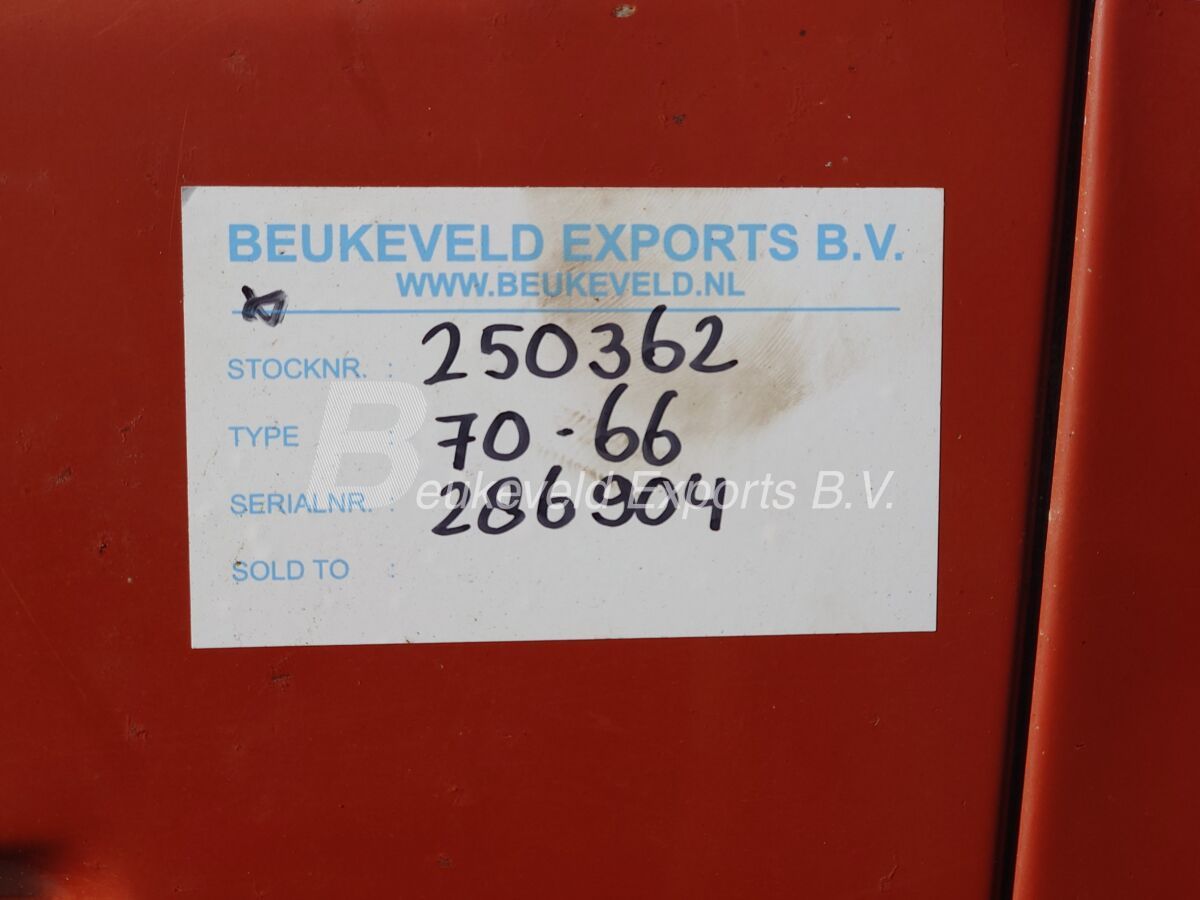 BEUKEVELD EXPORTS B.V.
WWW.BEUKEVELD.NL
STOCKNR. : 250362
TYPE : 70-66
Beukeveld Exports B.V.
SERIALNR. : 286904
SOLD TO :